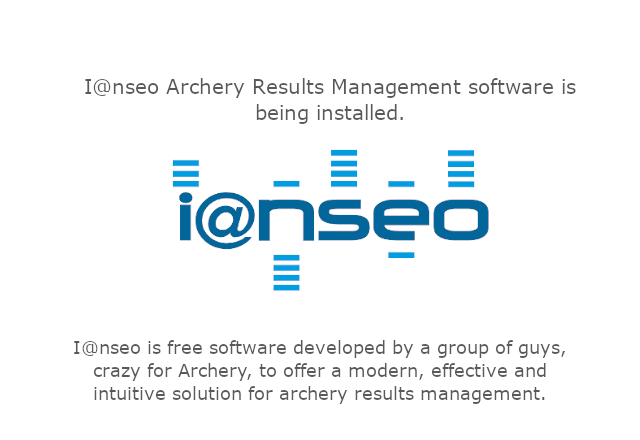 I@nseo Archery Results Management software is
being installed.
i@nseo
I@nseo is free software developed by a group of guys,
crazy for Archery, to offer a modern, effective and
intuitive solution for archery results management.